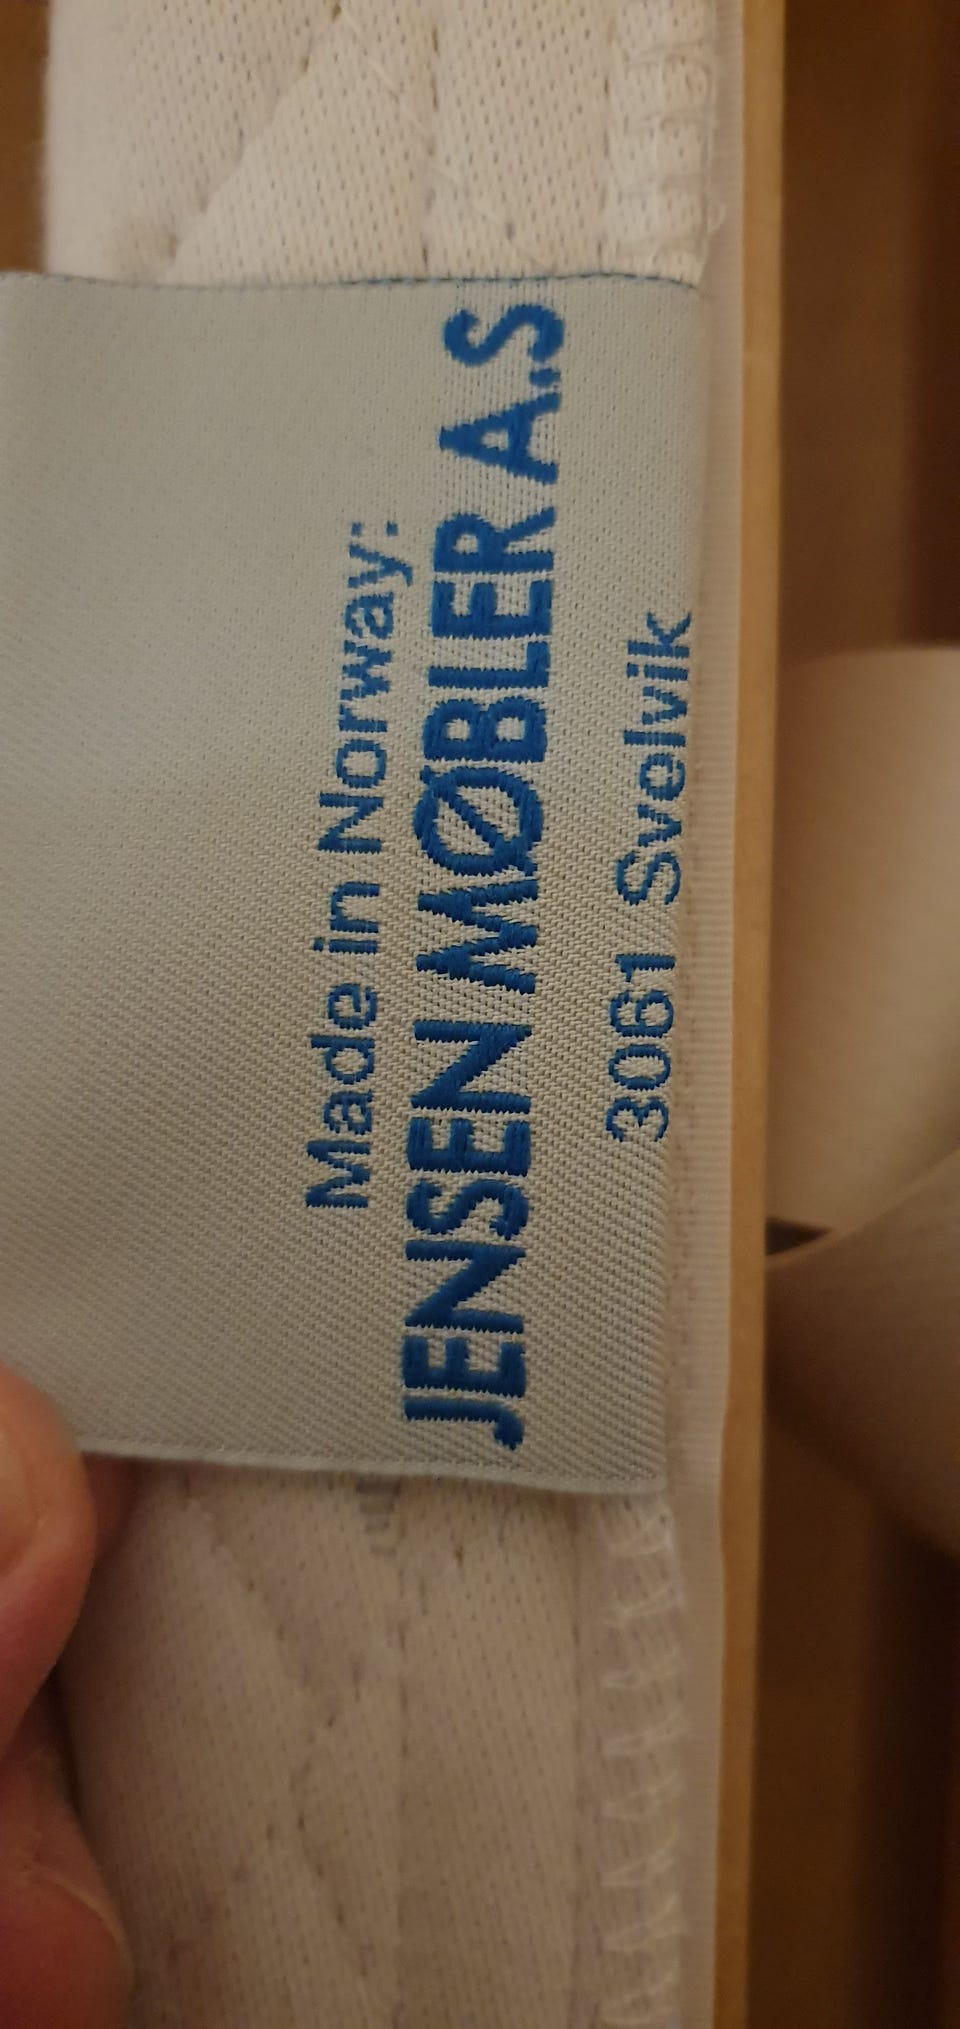 Made in Norway:
JENSEN MØBLER A.S
3061 Svelvik